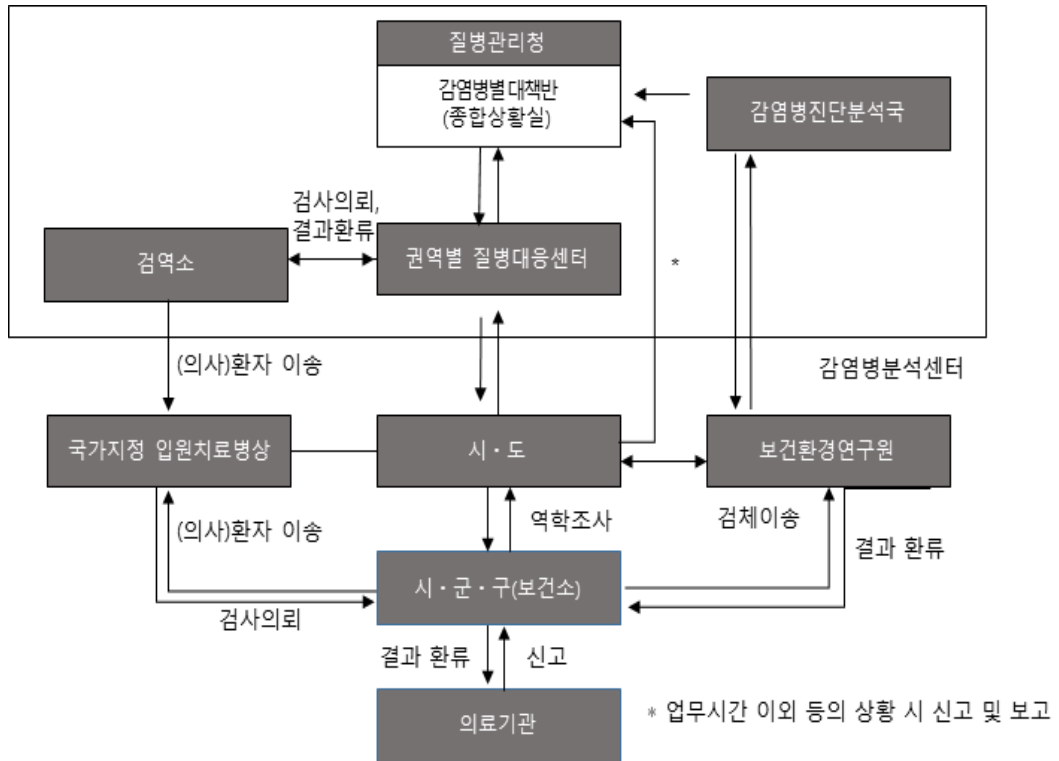 질병관리청
감염병별대책반
(종합상황실)
감염병진단분석국
검사의뢰,
결과환류
검역소
권역별 질병대응센터
*
(의사)환자 이송
감염병분석센터
국가지정 입원치료병상
시・도
보건환경연구원
(의사)환자 이송
역학조사
검체이송
결과 환류
시・군・구(보건소)
검사의뢰
결과 환류
신고
의료기관
* 업무시간 이외 등의 상황 시 신고 및 보고